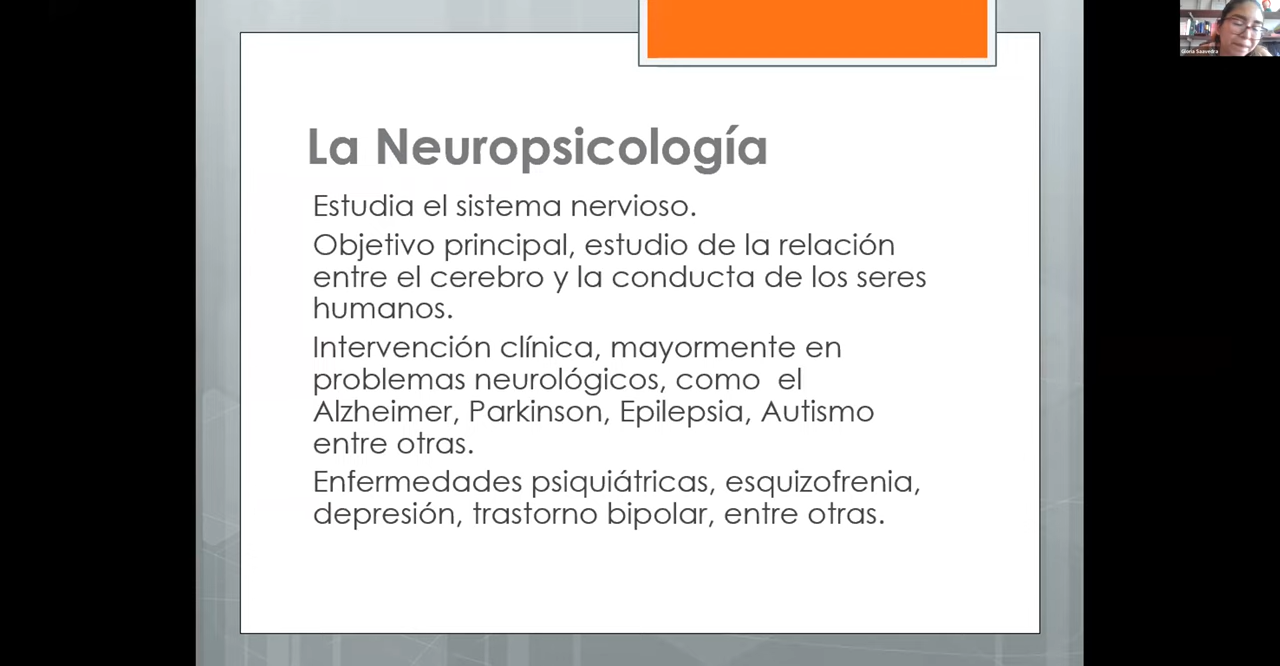 La Neuropsicología
Estudia el sistema nervioso.
Objetivo principal, estudio de la relación
entre el cerebro y la conducta de los seres
humanos.
Intervención clínica, mayormente en
problemas neurológicos, como  el
Alzheimer, Parkinson, Epilepsia, Autismo
entre otras.
Enfermedades psiquiátricas, esquizofrenia,
depresión, trastorno bipolar, entre otras.
Gloria Saavedra